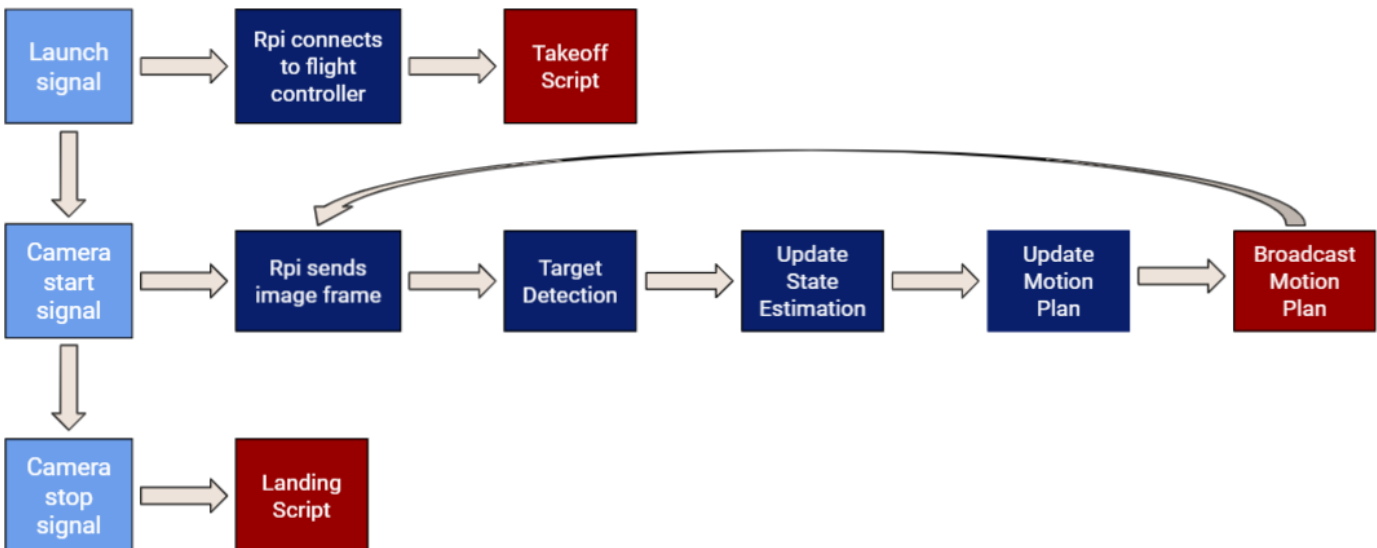 Launch
signal
Rpi connects
to flight
controller
Takeoff
Script
Camera
start
signal
Rpi sends
image frame
Target
Detection
Update
State
Estimation
Update
Motion
Plan
Broadcast
Motion
Plan
Camera
stop
signal
Landing
Script